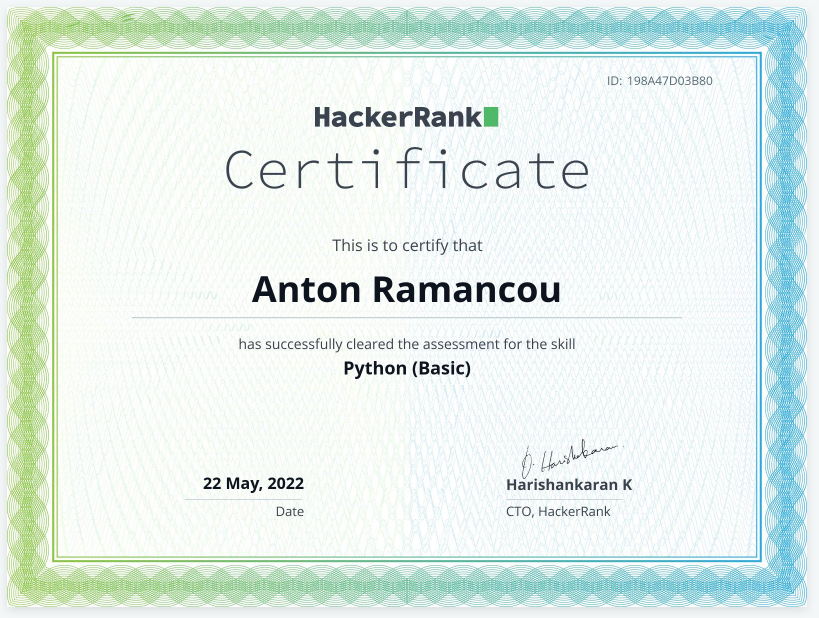 ID: 198A47D03B80
HackerRank
Certificate
This is to certify that
Anton Ramancou
has successfully cleared the assessment for the skill
Python (Basic)
22 May, 2022
Date
Harishankaran K
CTO, HackerRank